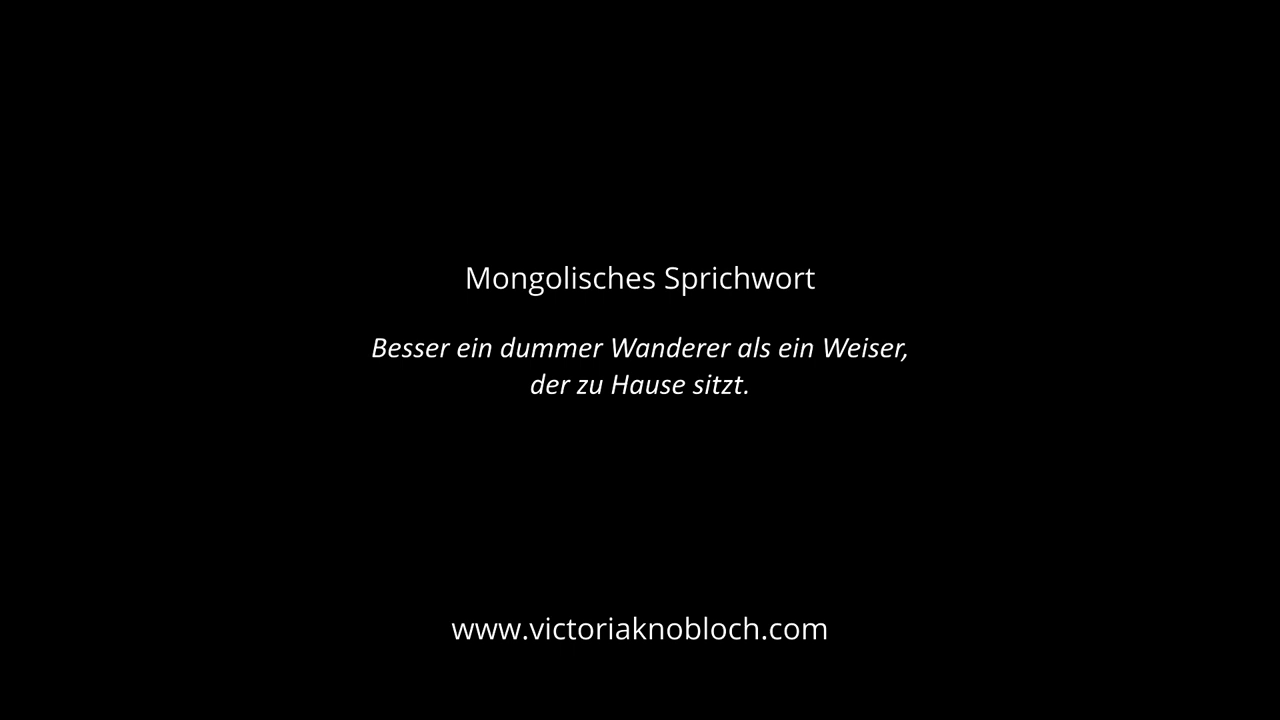 Mongolisches Sprichwort
Besser ein dummer Wanderer als ein Weiser,
der zu Hause sitzt.
www.victoriaknobloch.com